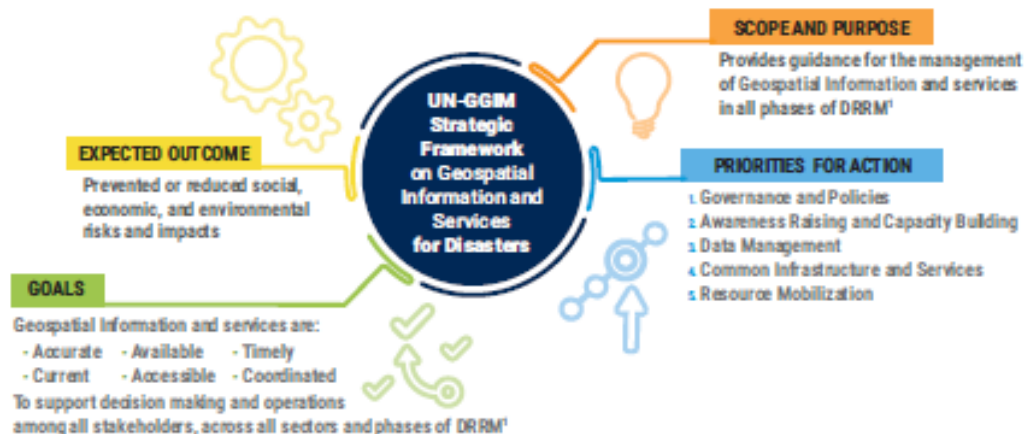 SCOPE AND PURPOSE
Provides guidance for the management
of Geospatial Information and services
in all phases of DRRM¹
UN-GGIM
Strategic
Framework
on Geospatial
Information and
Services
for Disasters
EXPECTED OUTCOME
Prevented or reduced social,
economic, and environmental
risks and impacts
PRIORITIES FOR ACTION
1. Governance and Policies
2. Awareness Raising and Capacity Building
3. Data Management
4. Common Infrastructure and Services
5. Resource Mobilization
GOALS
Geospatial Information and services are:
- Accurate - Available - Timely
- Current - Accessible - Coordinated
To support decision making and operations
among all stakeholders, across all sectors and phases of DRRM¹